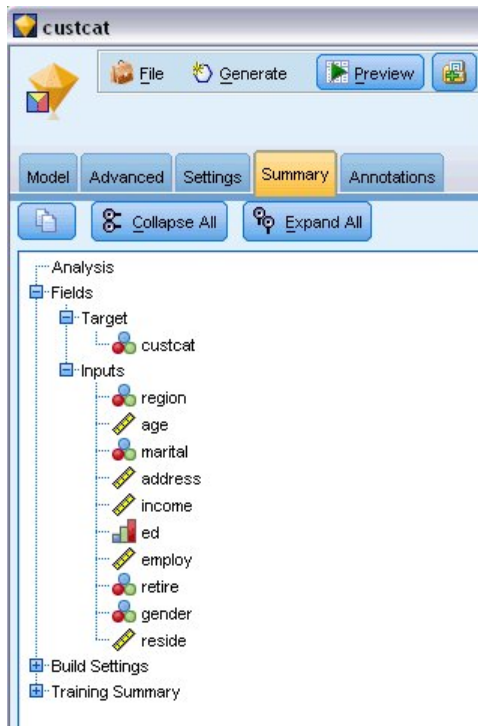 custcat
File Generate Preview
Model Advanced Settings Summary Annotations
Collapse All Expand All
Analysis
Fields
Target
custcat
Inputs
region
age
marital
address
income
ed
employ
retire
gender
reside
Build Settings
Training Summary